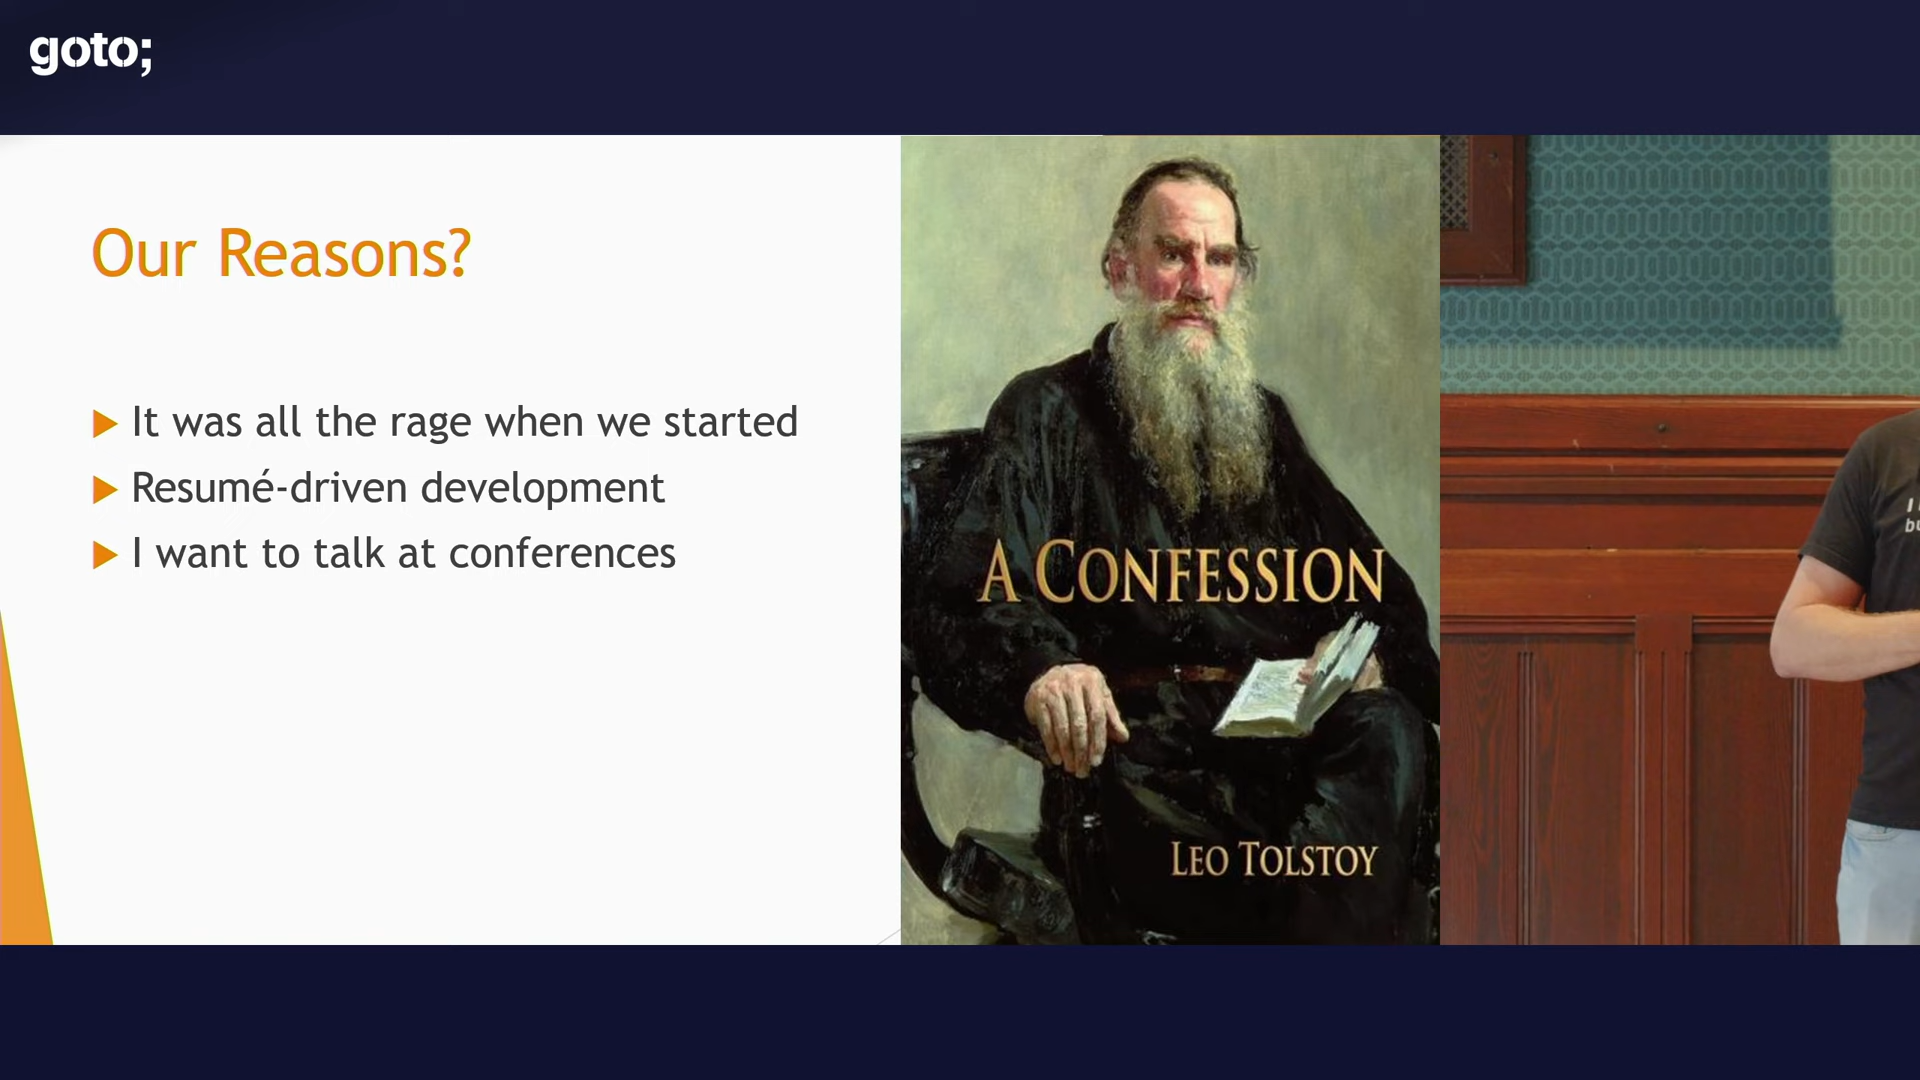 goto;
Our Reasons?
It was all the rage when we started
Resumé-driven development
I want to talk at conferences
A CONFESSION
LEO TOLSTOY